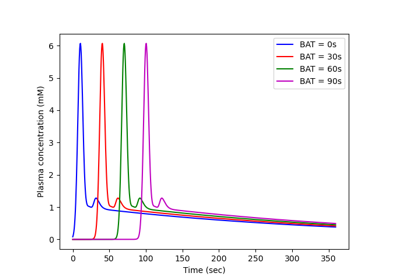 BAT = 0s
BAT = 30s
BAT = 60s
BAT = 90s
Plasma concentration (mM)
6
5
4
3
2
1
0
0 50 100 150 200 250 300 350
Time (sec)